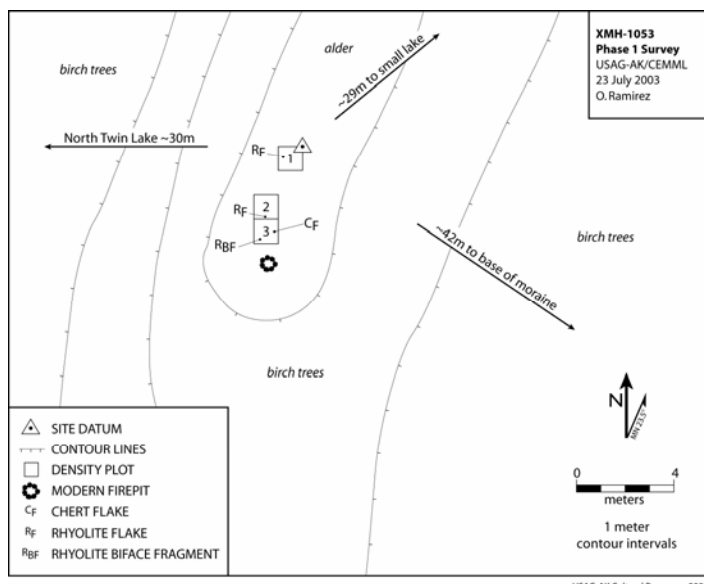 XMH-1053
Phase 1 Survey
USAG-AK/CEMML
23 July 2003
O. Ramirez
alder
birch trees
~29m to small lake
North Twin Lake ~30m
RF
1
2
RF
3
CF
RBF
~42m to base of moraine
birch trees
birch trees
N
MN 23.5°
0 4
meters
1 meter
contour intervals
SITE DATUM
CONTOUR LINES
DENSITY PLOT
MODERN FIREPIT
CF CHERT FLAKE
RF RHYOLITE FLAKE
RBF RHYOLITE BIFACE FRAGMENT